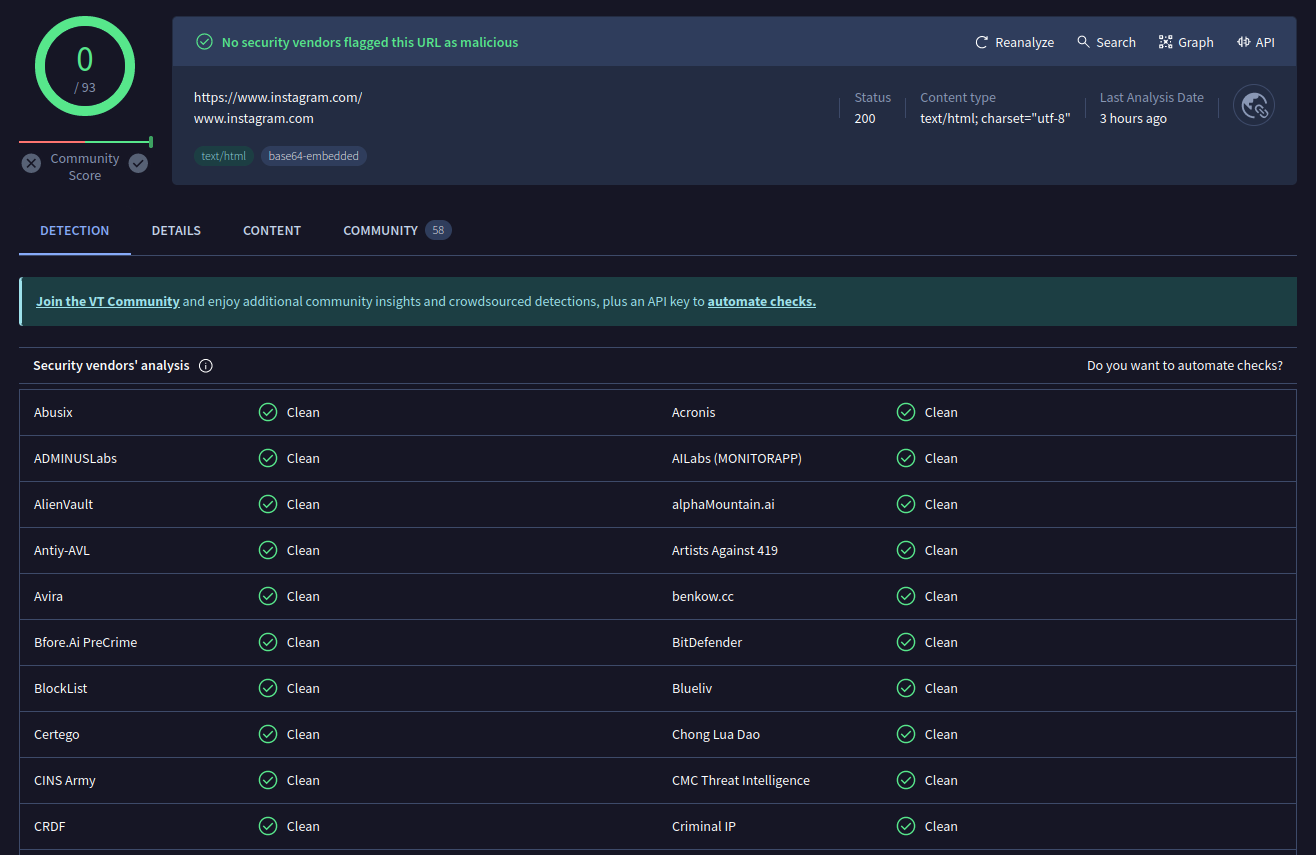 0
/ 93
Community
Score
No security vendors flagged this URL as malicious
Reanalyze Search Graph API
https://www.instagram.com/
www.instagram.com
text/html base64-embedded
Status
200
Content type
text/html; charset="utf-8"
Last Analysis Date
3 hours ago
DETECTION DETAILS CONTENT COMMUNITY 58
Join the VT Community and enjoy additional community insights and crowdsourced detections, plus an API key to automate checks.
Security vendors' analysis Do you want to automate checks?
Abusix Clean Acronis Clean
ADMINUSLabs Clean AILabs (MONITORAPP) Clean
AlienVault Clean alphaMountain.ai Clean
Antiy-AVL Clean Artists Against 419 Clean
Avira Clean benkow.cc Clean
Bfore.Ai PreCrime Clean BitDefender Clean
BlockList Clean Blueliv Clean
Certego Clean Chong Lua Dao Clean
CINS Army Clean CMC Threat Intelligence Clean
CRDF Clean Criminal IP Clean